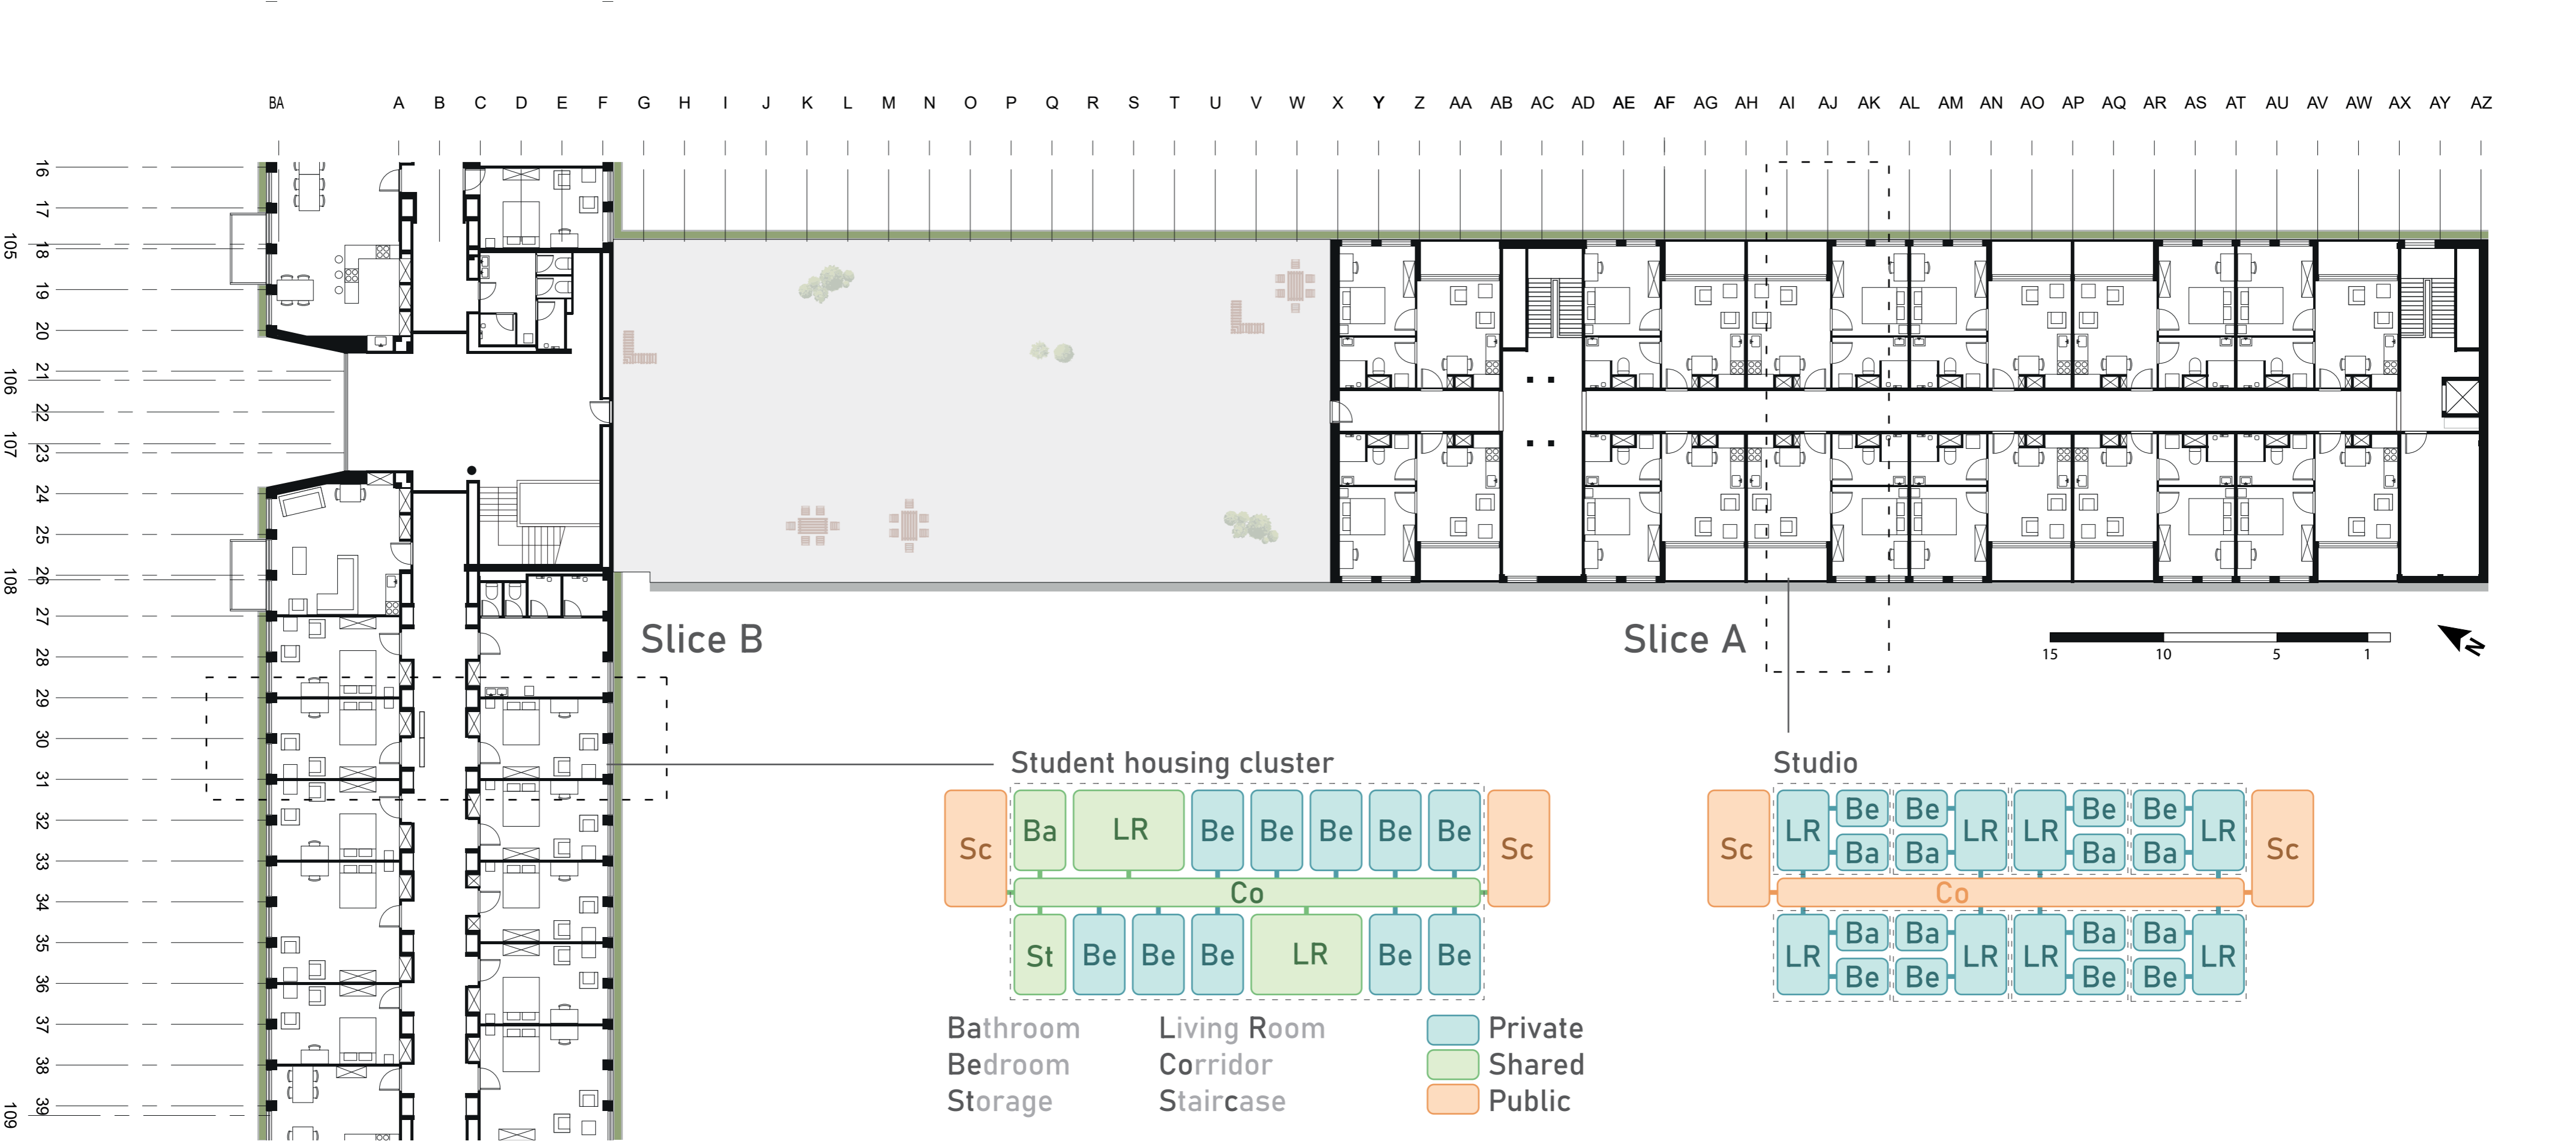 BA A B C D E F G H I J K L M N O P Q R S T U V W X Y Z AA AB AC AD AE AF AG AH AI AJ AK AL AM AN AO AP AQ AR AS AT AU AV AW AX AY AZ
16
17
105 18
19
20
21
106
22
107 23
24
25
108 26
27
28
29
30
31
32
33
34
35
36
37
38
109 39
Slice B
Slice A
15 10 5 1
N
Student housing cluster
Sc Ba LR Be Be Be Be Be Sc
Co
St Be Be Be LR Be Be
Studio
Sc LR Be Be LR LR Be Be LR Sc
Ba Ba Ba Ba
Co
LR Ba Ba LR LR Ba Ba LR
Be Be Be Be
Bathroom Living Room Private
Bedroom Corridor Shared
Storage Staircase Public